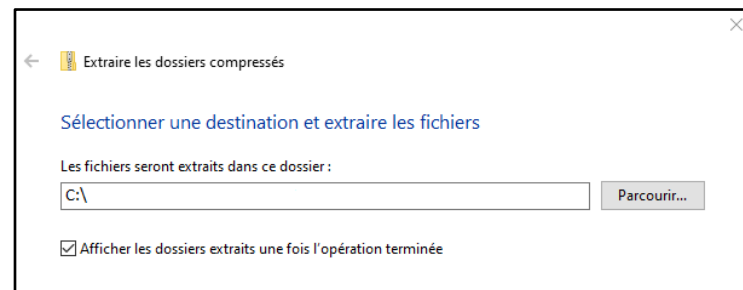 Extraire les dossiers compressés
Sélectionner une destination et extraire les fichiers
Les fichiers seront extraits dans ce dossier :
C:\
Parcourir...
Afficher les dossiers extraits une fois l'opération terminée